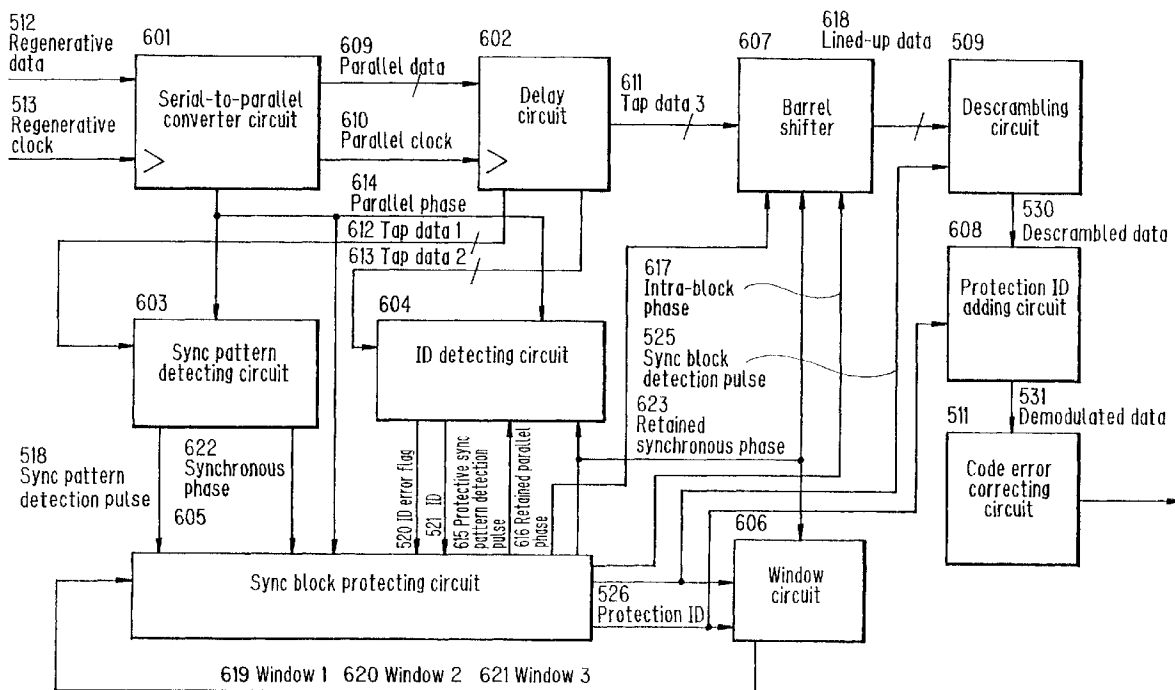 512
Regenerative
data
513
Regenerative
clock
601
Serial-to-parallel
converter circuit
609
Parallel data
610
Parallel clock
602
Delay
circuit
611
Tap data 3
607
Barrel
shifter
618
Lined-up data
509
Descrambling
circuit
614
Parallel phase
612 Tap data 1
613 Tap data 2
530
Descrambled data
608
Protection ID
adding circuit
603
Sync pattern
detecting circuit
604
ID detecting circuit
617
Intra-block
phase
525
Sync block
detection pulse
623
Retained
synchronous phase
531
Demodulated data
511
Code error
correcting
circuit
518
Sync pattern
detection pulse
622
Synchronous
phase
605
520 ID error flag
521 ID
615 Protective sync
pattern detection
pulse
616 Retained parallel
phase
Sync block protecting circuit
526
Protection ID
606
Window
circuit
619 Window 1 620 Window 2 621 Window 3